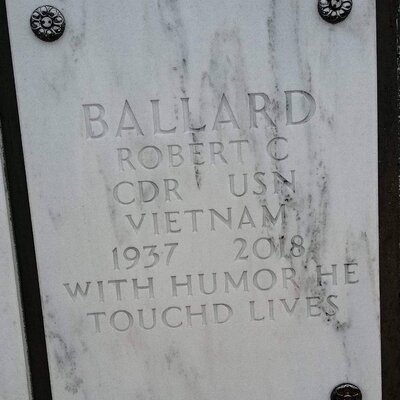 BALLARD
ROBERT C
CDR USN
VIETNAM
1937 2018
WITH HUMOR HE
TOUCHD LIVES